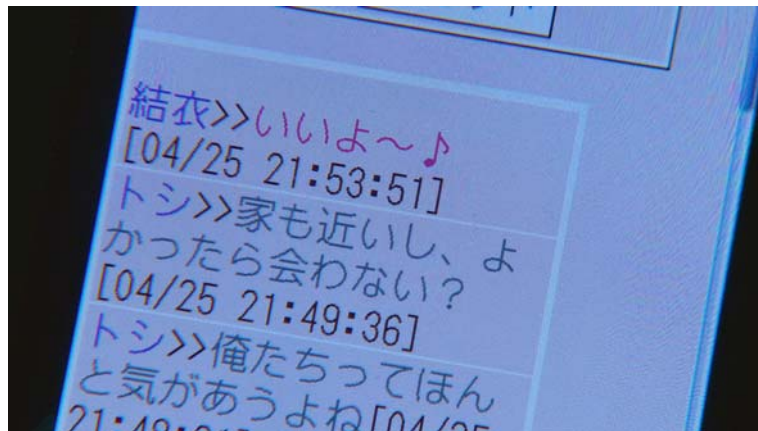 結衣>>いいよ～♪
[04/25 21:53:51]
トシ>>家も近いし、よ
かったら会わない？
[04/25 21:49:36]
トシ>>俺たちってほん
と気があうよね[04/25